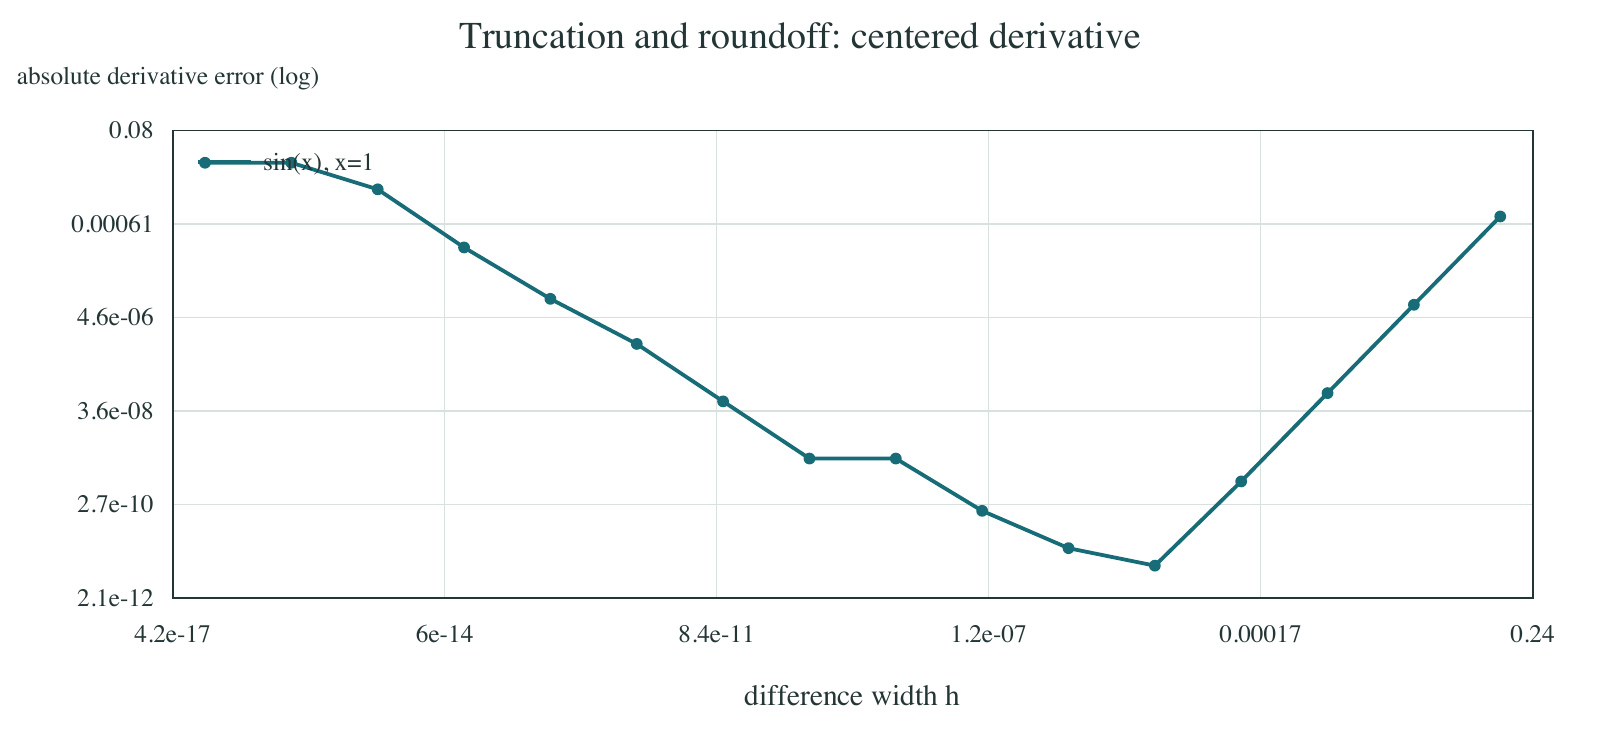 Truncation and roundoff: centered derivative
absolute derivative error (log)
0.08
sin(x), x=1
0.00061
4.6e-06
3.6e-08
2.7e-10
2.1e-12
4.2e-17 6e-14 8.4e-11 1.2e-07 0.00017 0.24
difference width h